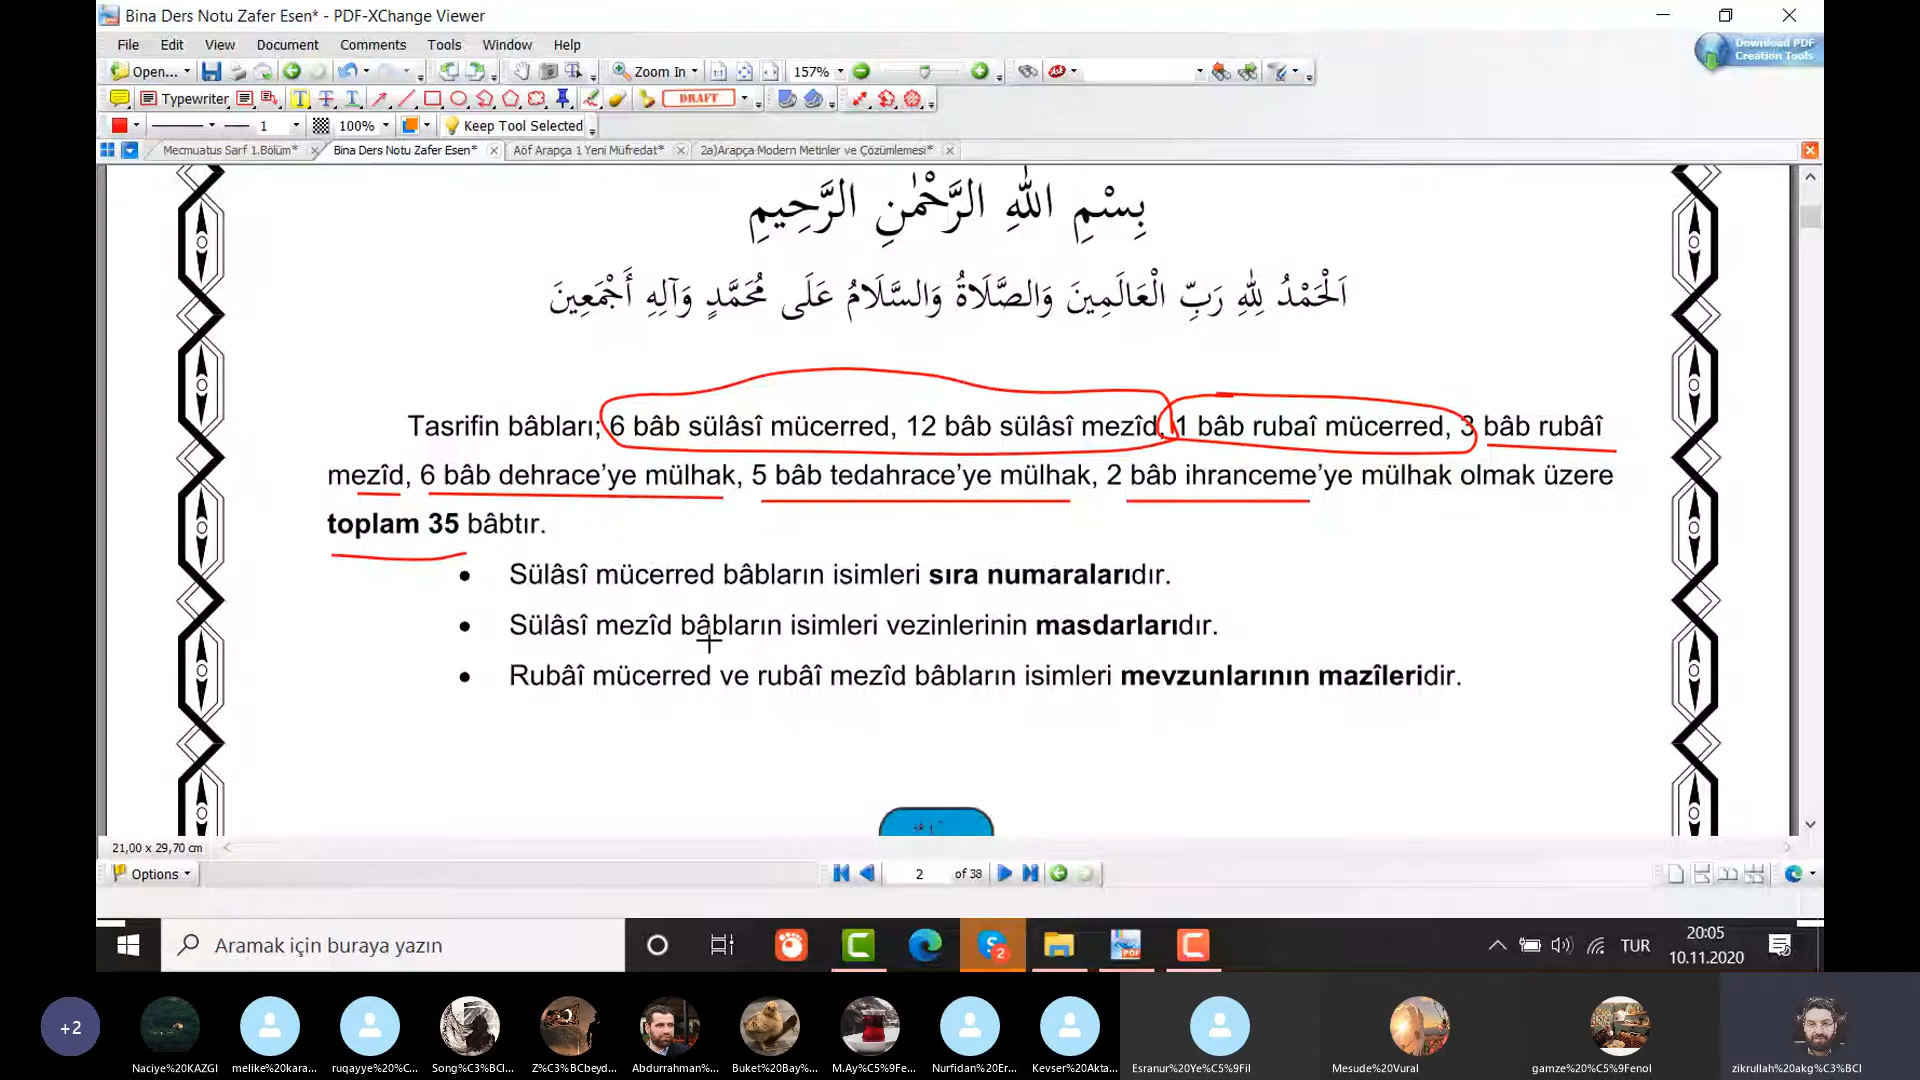 Bina Ders Notu Zafer Esen* - PDF-XChange Viewer
File Edit View Document Comments Tools Window Help
Open... Zoom In 157%
Download PDF
Creation Tools
Typewriter DRAFT
1 100% Keep Tool Selected
Mecmuatus Sarf 1.Bölüm* Bina Ders Notu Zafer Esen* Aöf Arapça 1 Yeni Müfredat* 2a)Arapça Modern Metinler ve Çözümlemesi*
بِسْمِ اللهِ الرَّحْمٰنِ الرَّحِيمِ
اَلْحَمْدُ لِلهِ رَبِّ الْعَالَمِينَ وَالصَّلَاةُ وَالسَّلَامُ عَلَى مُحَمَّدٍ وَآلِهِ أَجْمَعِينَ
Tasrifin bâbları; 6 bâb sülâsî mücerred, 12 bâb sülâsî mezîd, 1 bâb rubaî mücerred, 3 bâb rubâî
mezîd, 6 bâb dehrace’ye mülhak, 5 bâb tedahrace’ye mülhak, 2 bâb ihranceme’ye mülhak olmak üzere
toplam 35 bâbtır.
• Sülâsî mücerred bâbların isimleri sıra numaralarıdır.
• Sülâsî mezîd bâbların isimleri vezinlerinin masdarlarıdır.
• Rubâî mücerred ve rubâî mezîd bâbların isimleri mevzunlarının mazîleridir.
21,00 x 29,70 cm
Options 2 of 38
Aramak için buraya yazın
2
PDF
TUR
20:05
10.11.2020
+2
Naciye%20KAZGI melike%20kara... ruqayye%20%C... Song%C3%BCl... Z%C3%BCbeyd... Abdurrahman... Buket%20Bay... M.Ay%C5%9Fe... Nurfidan%20Er... Kevser%20Akta... Esranur%20Ye%C5%9Fil Mesude%20Vural gamze%20%C5%9Fenol zikrullah%20akg%C3%BCl